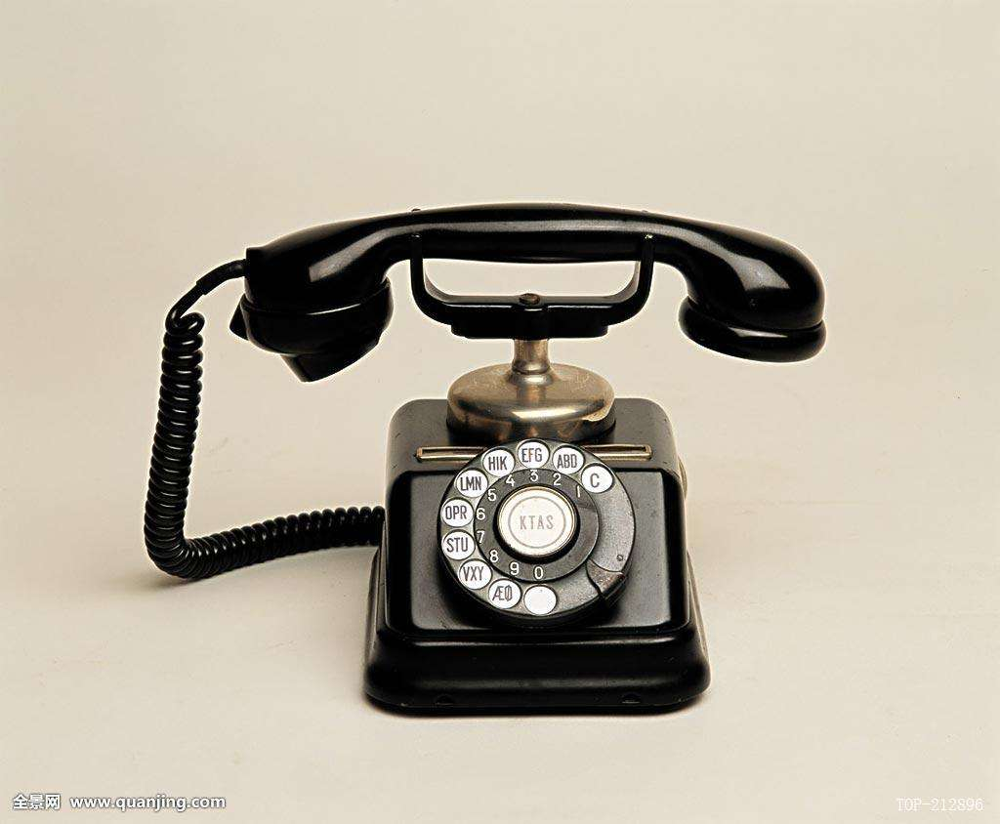 EFG
HIK
ABD
LMN
C
4 3 2 1
5
OPR
6
KTAS
STU
7
8
9 0
VXY
ÆØ
全景网 www.quanjing.com
TOP-212896